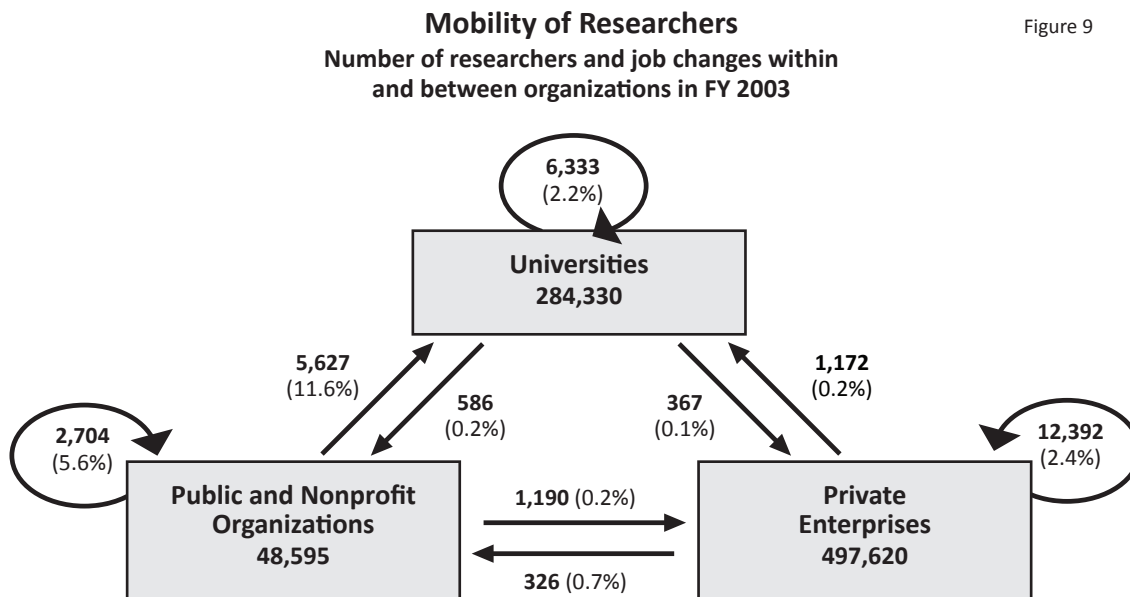 Mobility of Researchers
Figure 9
Number of researchers and job changes within
and between organizations in FY 2003
6,333
(2.2%)
Universities
284,330
5,627
(11.6%)
586
(0.2%)
367
(0.1%)
1,172
(0.2%)
2,704
(5.6%)
12,392
(2.4%)
Public and Nonprofit
Organizations
48,595
1,190 (0.2%)
326 (0.7%)
Private
Enterprises
497,620